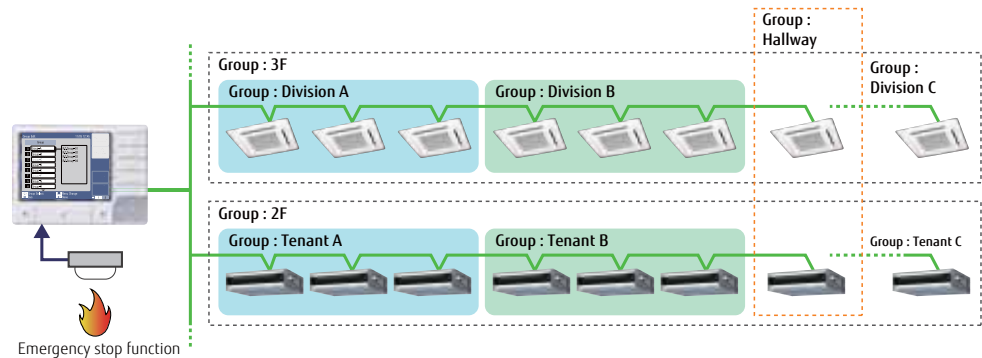 Group :
Hallway
Group : 3F
Group :
Division C
Group : Division A
Group : Division B
Group : 2F
Group : Tenant A
Group : Tenant B
Group : Tenant C
Emergency stop function